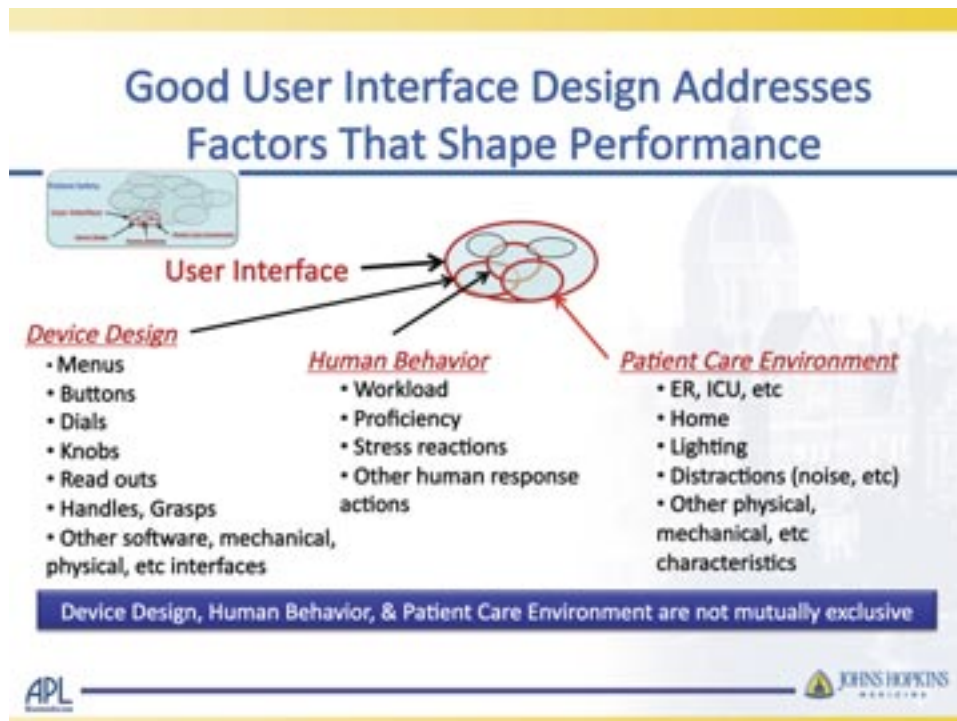 Good User Interface Design Addresses
Factors That Shape Performance
User Interface
Device Design
• Menus
• Buttons
• Dials
• Knobs
• Read outs
• Handles, Grasps
• Other software, mechanical,
physical, etc interfaces
Human Behavior
• Workload
• Proficiency
• Stress reactions
• Other human response
actions
Patient Care Environment
• ER, ICU, etc
• Home
• Lighting
• Distractions (noise, etc)
• Other physical,
mechanical, etc
characteristics
Device Design, Human Behavior, & Patient Care Environment are not mutually exclusive
APL
JOHNS HOPKINS
MEDICINE